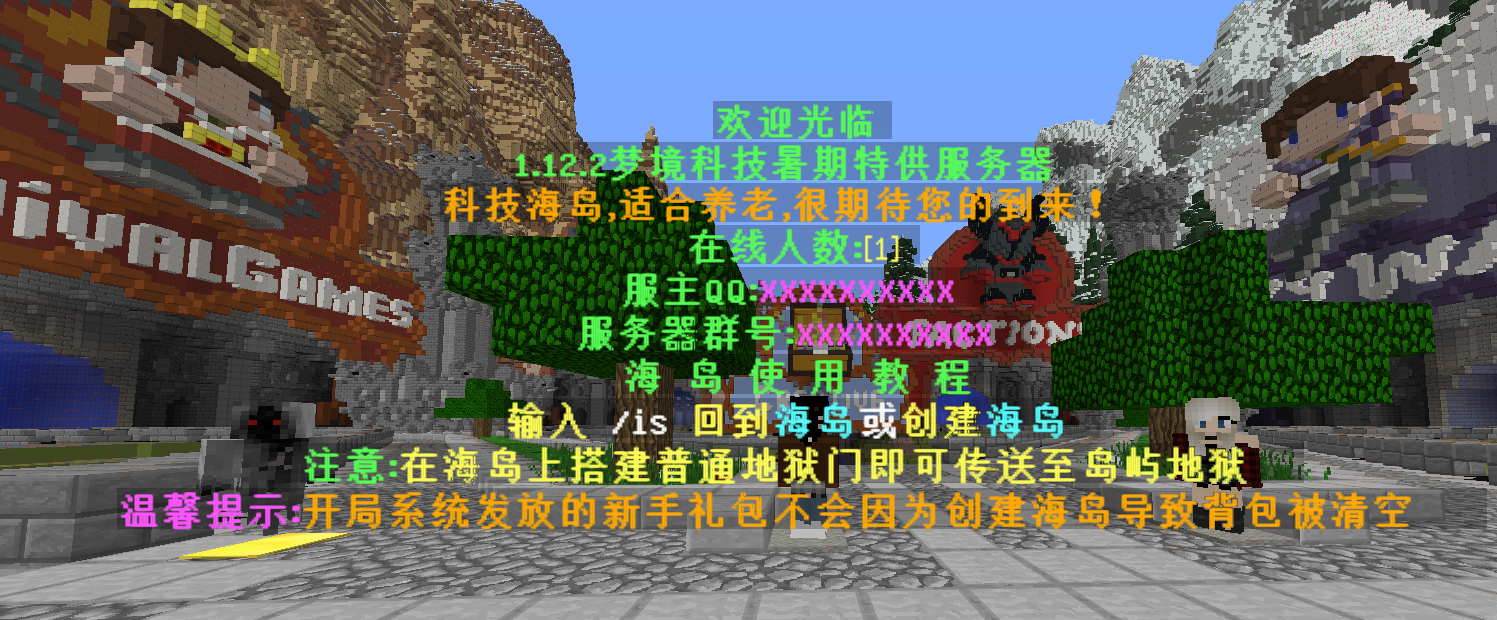 欢迎光临
1.12.2梦境科技暑期特供服务器
科技海岛,适合养老,很期待您的到来!
在线人数:[1]
服主QQ:XXXXXXXXXX
服务器群号:XXXXXXXXXX
海 岛 使 用 教 程
输入 /is 回到海岛或创建海岛
注意:在海岛上搭建普通地狱门即可传送至岛屿地狱
温馨提示:开局系统发放的新手礼包不会因为创建海岛导致背包被清空
iVALGAMES